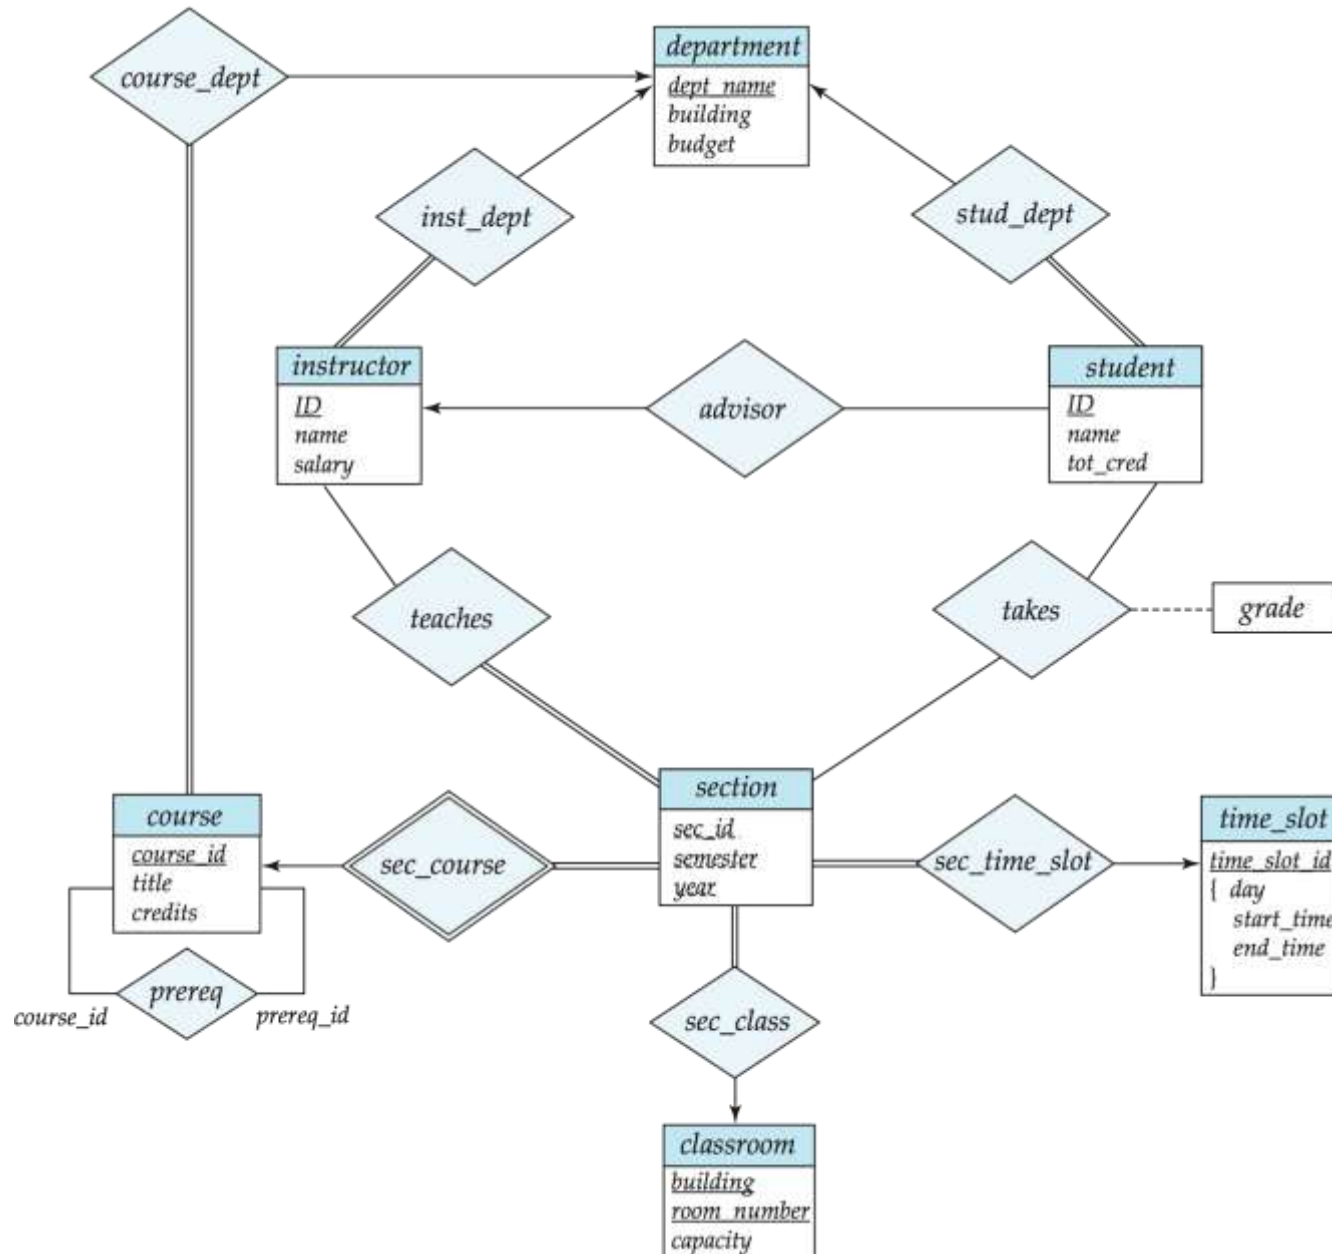 department
course_dept
dept_name
building
budget
inst_dept
stud_dept
instructor
ID
name
salary
advisor
student
ID
name
tot_cred
teaches
takes
grade
section
sec_id
semester
year
course
course_id
title
credits
sec_course
sec_time_slot
time_slot
time_slot_id
{ day
start_time
end_time
}
prereq
course_id
prereq_id
sec_class
classroom
building
room_number
capacity